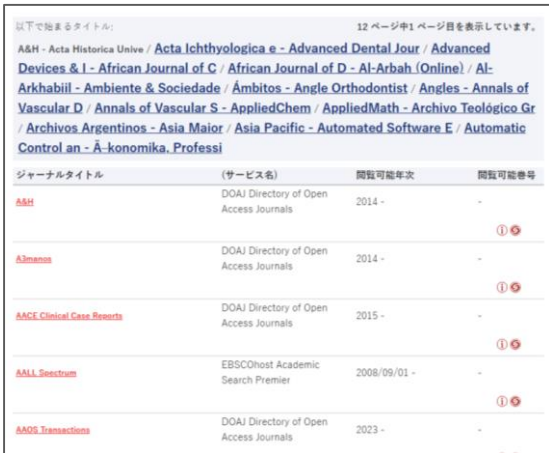 以下で始まるタイトル: 12 ページ中1 ページ目を表示しています。
A&H - Acta Historica Unive / Acta Ichthyologica e - Advanced Dental Jour / Advanced
Devices & I - African Journal of C / African Journal of D - Al-Arbah (Online) / Al-
Arkhabiil - Ambiente & Sociedade / Âmbitos - Angle Orthodontist / Angles - Annals of
Vascular D / Annals of Vascular S - AppliedChem / AppliedMath - Archivo Teológico Gr
/ Archivos Argentinos - Asia Maior / Asia Pacific - Automated Software E / Automatic
Control an - Ā-konomika. Professi
ジャーナルタイトル (サービス名) 閲覧可能年次 閲覧可能巻号
A&H DOAJ Directory of Open Access Journals 2014 - -
A3manos DOAJ Directory of Open Access Journals 2014 - -
AACE Clinical Case Reports DOAJ Directory of Open Access Journals 2015 - -
AALL Spectrum EBSCOhost Academic Search Premier 2008/09/01 - -
AAOS Transactions DOAJ Directory of Open Access Journals 2023 - -